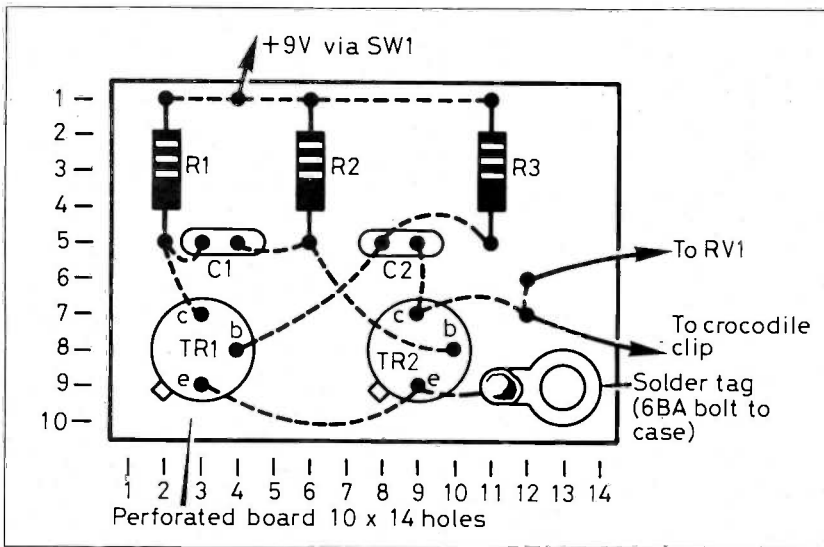 +9V via SW1
1
2
3
4
5
6
7
8
9
10
R1
R2
R3
C1
C2
To RV1
c
b
TR1
e
c
b
TR2
e
To crocodile
clip
Solder tag
(6BA bolt to
case)
1 2 3 4 5 6 7 8 9 10 11 12 13 14
Perforated board 10 x 14 holes